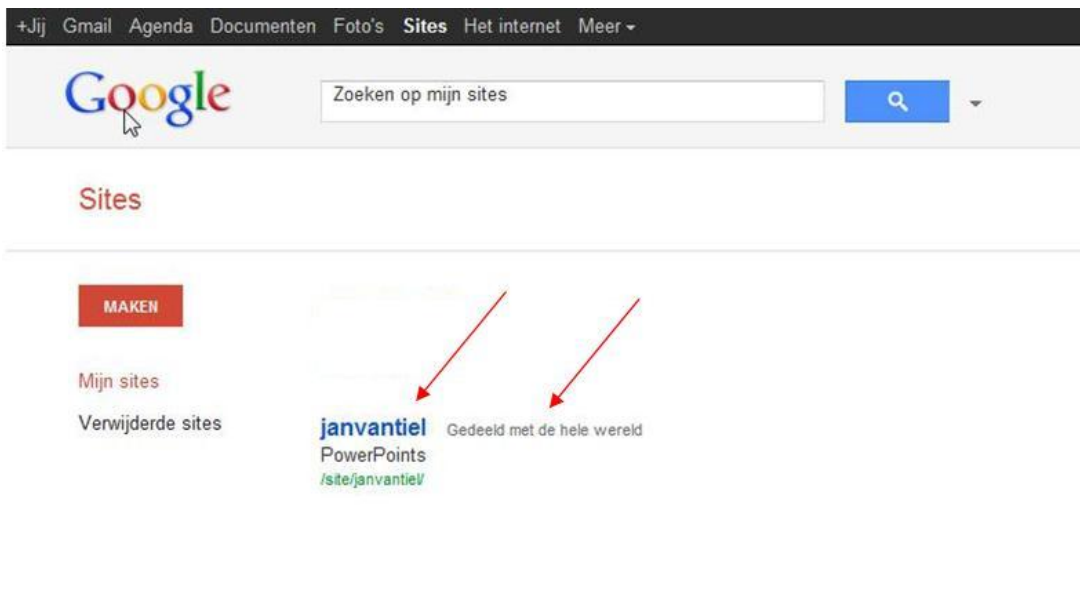 +Jij Gmail Agenda Documenten Foto's Sites Het internet Meer
Google
Zoeken op mijn sites
Sites
MAKEN
Mijn sites
Verwijderde sites
janvantiel Gedeeld met de hele wereld
PowerPoints
/site/janvantiel/